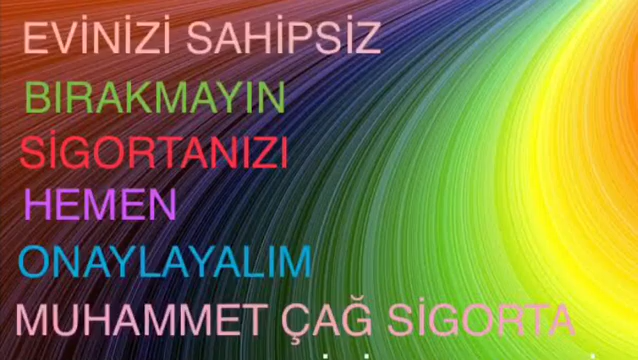 EVİNİZİ SAHİPSİZ
BIRAKMAYIN
SİGORTANIZI
HEMEN
ONAYLAYALIM
MUHAMMET ÇAĞ SİGORTA